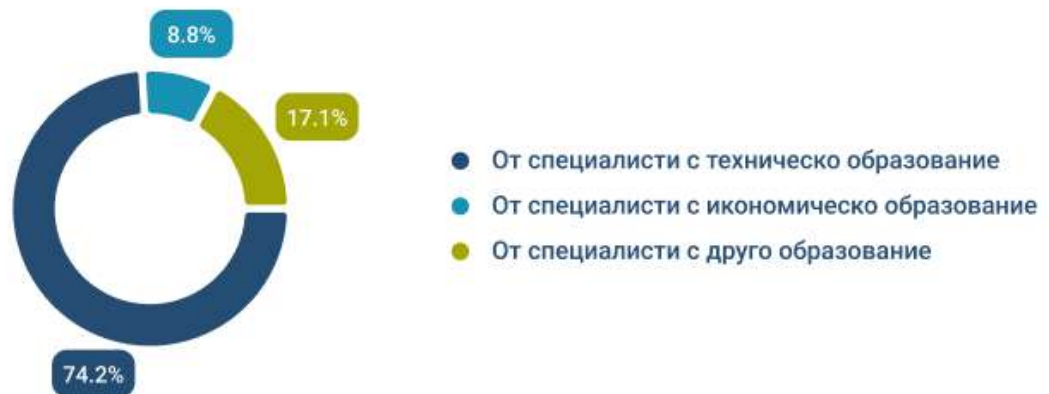 8.8%
17.1%
От специалисти с техническо образование
От специалисти с икономическо образование
От специалисти с друго образование
74.2%